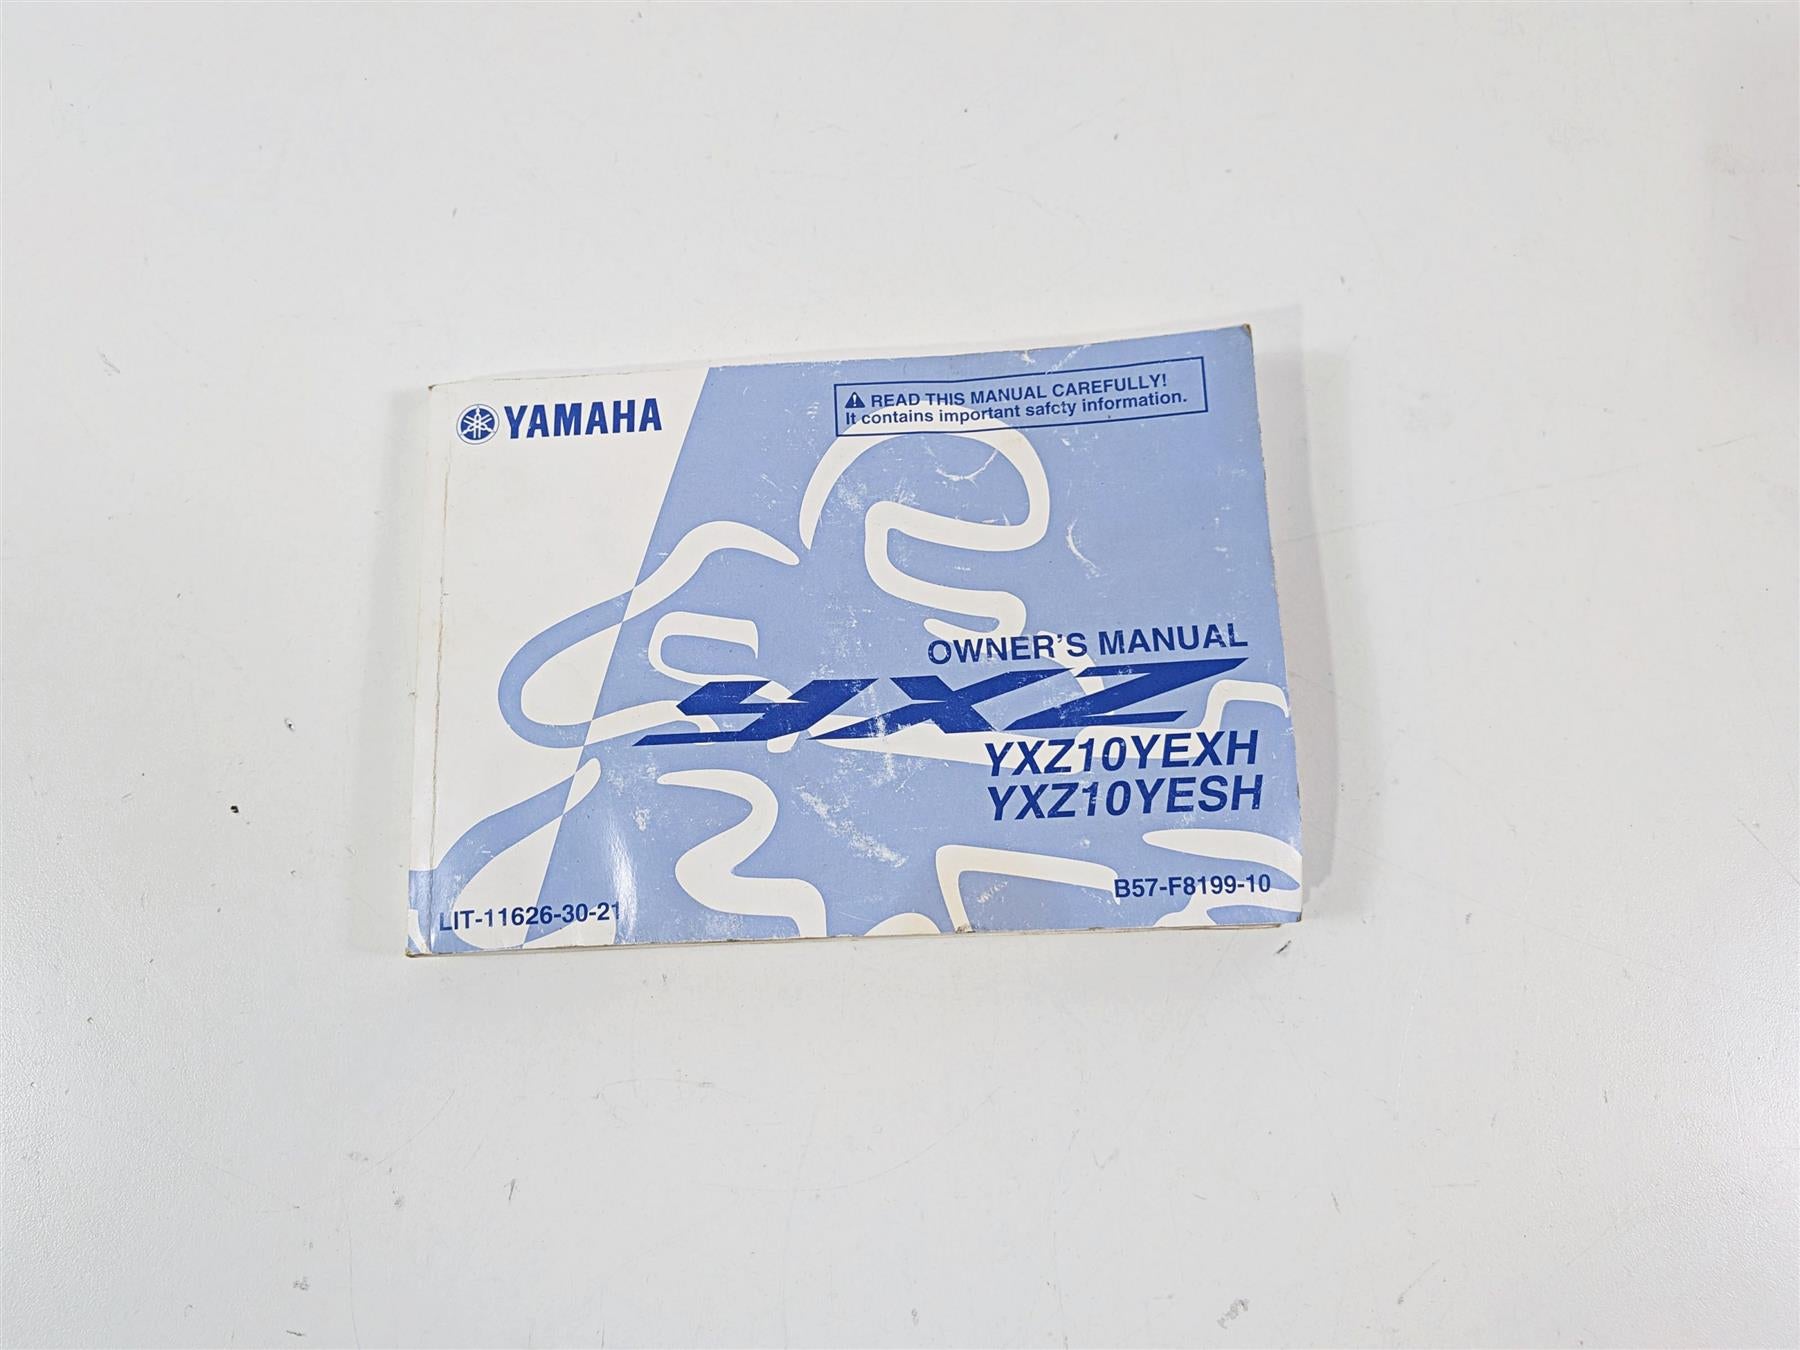 YAMAHA
⚠ READ THIS MANUAL CAREFULLY!
It contains important safety information.
OWNER'S MANUAL
YXZ
YXZ10YEXH
YXZ10YESH
B57-F8199-10
LIT-11626-30-21